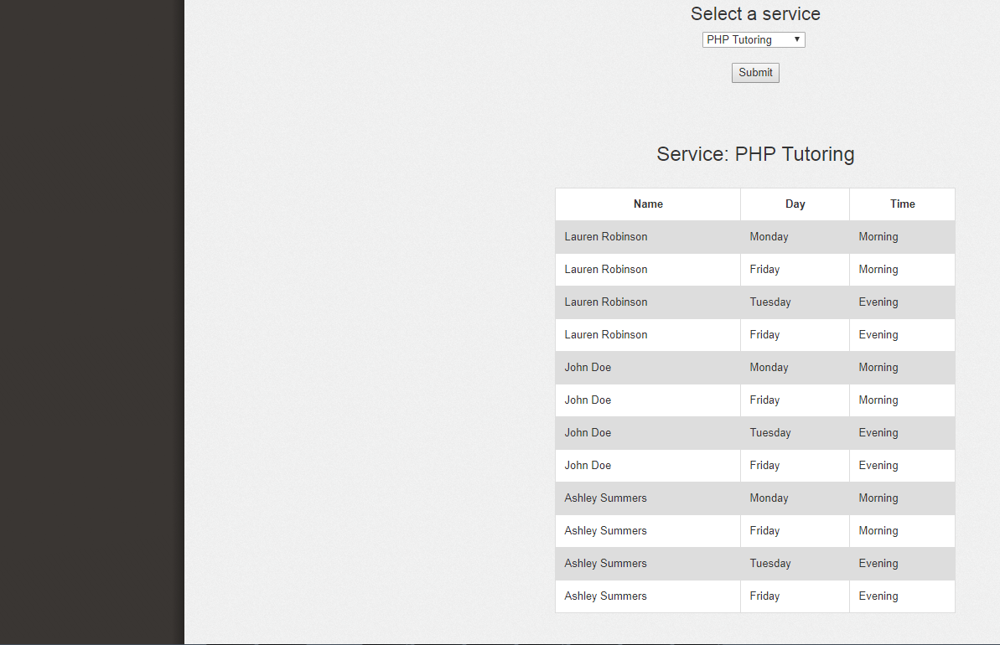 Select a service
PHP Tutoring
Submit
Service: PHP Tutoring
Name Day Time
Lauren Robinson Monday Morning
Lauren Robinson Friday Morning
Lauren Robinson Tuesday Evening
Lauren Robinson Friday Evening
John Doe Monday Morning
John Doe Friday Morning
John Doe Tuesday Evening
John Doe Friday Evening
Ashley Summers Monday Morning
Ashley Summers Friday Morning
Ashley Summers Tuesday Evening
Ashley Summers Friday Evening